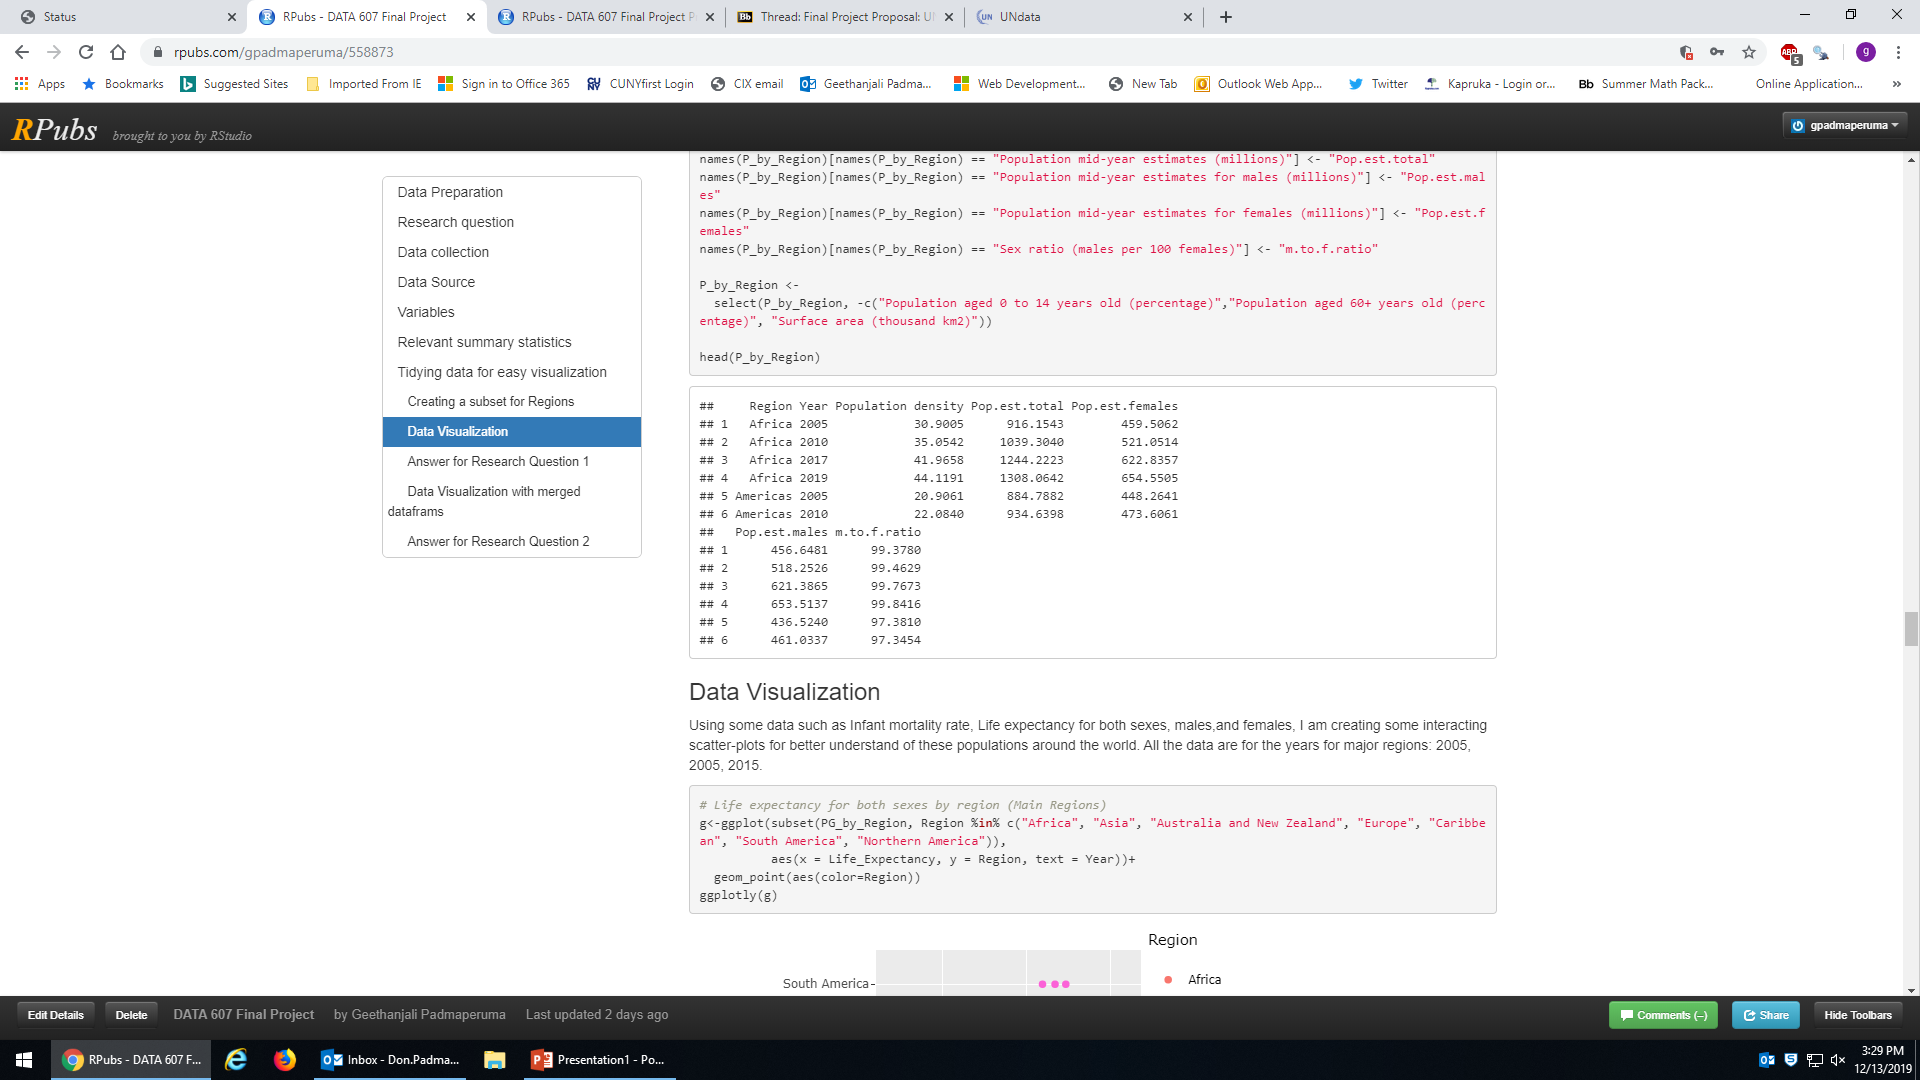 Status
RPubs - DATA 607 Final Project
RPubs - DATA 607 Final Project P
Bb Thread: Final Project Proposal: U
UN UNdata
rpubs.com/gpadmaperuma/558873
ABP 5 g
Apps Bookmarks Suggested Sites Imported From IE Sign in to Office 365 CUNYfirst Login CIX email Geethanjali Padma... Web Development... New Tab Outlook Web App... Twitter Kapruka - Login or... Bb Summer Math Pack... Online Application... »
RPubs brought to you by RStudio
gpadmaperuma
Data Preparation
Research question
Data collection
Data Source
Variables
Relevant summary statistics
Tidying data for easy visualization
Creating a subset for Regions
Data Visualization
Answer for Research Question 1
Data Visualization with merged
dataframs
Answer for Research Question 2
names(P_by_Region)[names(P_by_Region) == "Population mid-year estimates (millions)"] <- "Pop.est.total"
names(P_by_Region)[names(P_by_Region) == "Population mid-year estimates for males (millions)"] <- "Pop.est.mal
es"
names(P_by_Region)[names(P_by_Region) == "Population mid-year estimates for females (millions)"] <- "Pop.est.f
emales"
names(P_by_Region)[names(P_by_Region) == "Sex ratio (males per 100 females)"] <- "m.to.f.ratio"
P_by_Region <-
select(P_by_Region, -c("Population aged 0 to 14 years old (percentage)","Population aged 60+ years old (perc
entage)", "Surface area (thousand km2)"))
head(P_by_Region)
##     Region Year Population density Pop.est.total Pop.est.females
## 1   Africa 2005            30.9005      916.1543        459.5062
## 2   Africa 2010            35.0542     1039.3040        521.0514
## 3   Africa 2017            41.9658     1244.2223        622.8357
## 4   Africa 2019            44.1191     1308.0642        654.5505
## 5 Americas 2005            20.9061      884.7882        448.2641
## 6 Americas 2010            22.0840      934.6398        473.6061
##   Pop.est.males m.to.f.ratio
## 1      456.6481      99.3780
## 2      518.2526      99.4629
## 3      621.3865      99.7673
## 4      653.5137      99.8416
## 5      436.5240      97.3810
## 6      461.0337      97.3454
Data Visualization
Using some data such as Infant mortality rate, Life expectancy for both sexes, males,and females, I am creating some interacting
scatter-plots for better understand of these populations around the world. All the data are for the years for major regions: 2005,
2005, 2015.
# Life expectancy for both sexes by region (Main Regions)
g<-ggplot(subset(PG_by_Region, Region %in% c("Africa", "Asia", "Australia and New Zealand", "Europe", "Caribbe
an", "South America", "Northern America")),
aes(x = Life_Expectancy, y = Region, text = Year))+
geom_point(aes(color=Region))
ggplotly(g)
Region
South America
Africa
Edit Details Delete DATA 607 Final Project by Geethanjali Padmaperuma Last updated 2 days ago
Comments (–) Share Hide Toolbars
RPubs - DATA 607 F... Inbox - Don.Padma... Presentation1 - Po...
3:29 PM
12/13/2019